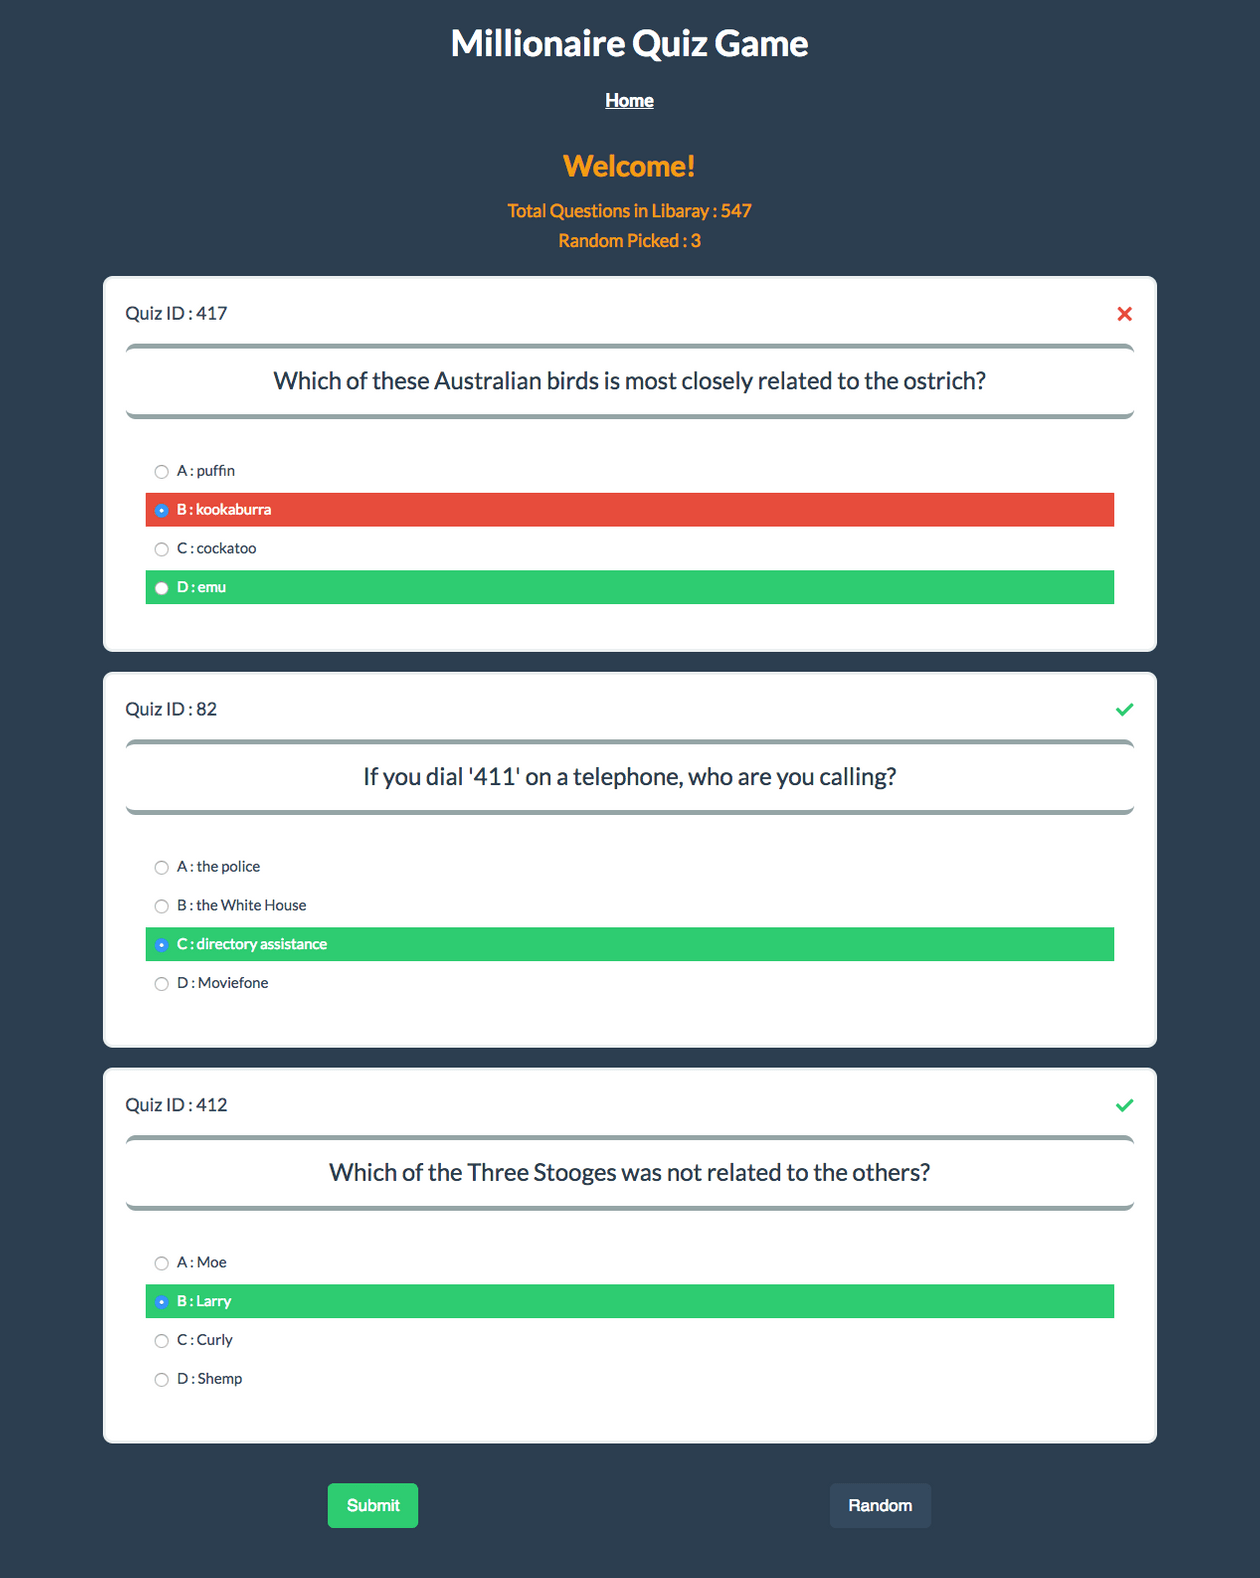 Millionaire Quiz Game
Home
Welcome!
Total Questions in Libaray : 547
Random Picked : 3
Quiz ID : 417
Which of these Australian birds is most closely related to the ostrich?
A : puffin
B : kookaburra
C : cockatoo
D : emu
Quiz ID : 82
If you dial '411' on a telephone, who are you calling?
A : the police
B : the White House
C : directory assistance
D : Moviefone
Quiz ID : 412
Which of the Three Stooges was not related to the others?
A : Moe
B : Larry
C : Curly
D : Shemp
Submit Random